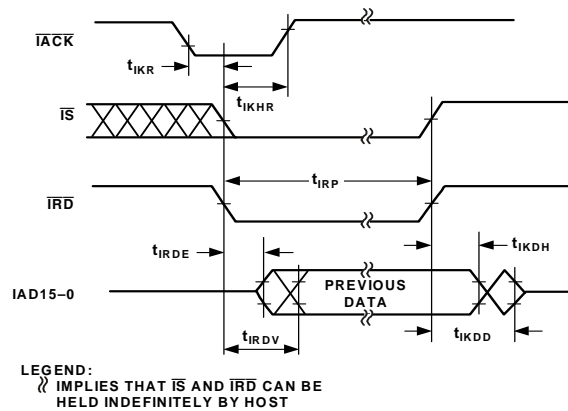 IACK
tIKR
tIKHR
IS
tIRP
IRD
tIRDE
tIKDH
IAD15–0
PREVIOUS
DATA
tIKDD
tIRDV
LEGEND:
IMPLIES THAT IS AND IRD CAN BE
HELD INDEFINITELY BY HOST